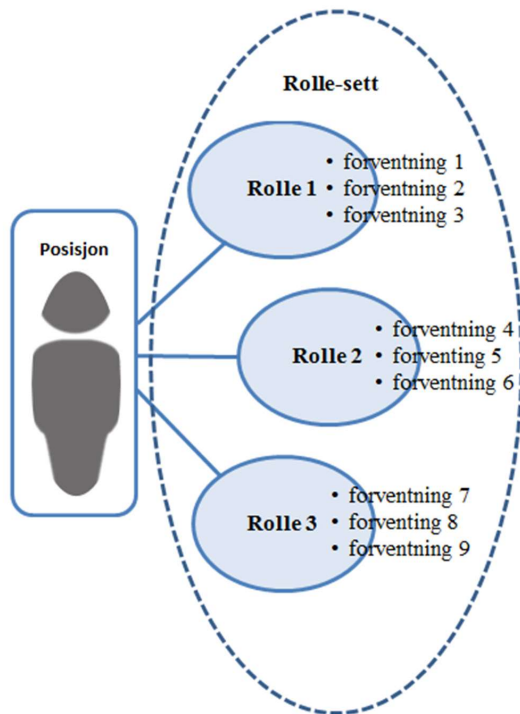 Rolle-sett
Rolle 1
• forventning 1
• forventning 2
• forventning 3
Posisjon
Rolle 2
• forventning 4
• forventing 5
• forventning 6
Rolle 3
• forventning 7
• forventing 8
• forventning 9